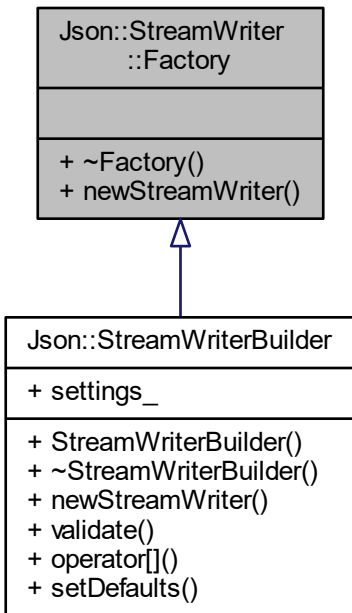 Json::StreamWriter
::Factory
+ ~Factory()
+ newStreamWriter()
Json::StreamWriterBuilder
+ settings_
+ StreamWriterBuilder()
+ ~StreamWriterBuilder()
+ newStreamWriter()
+ validate()
+ operator[]()
+ setDefaults()